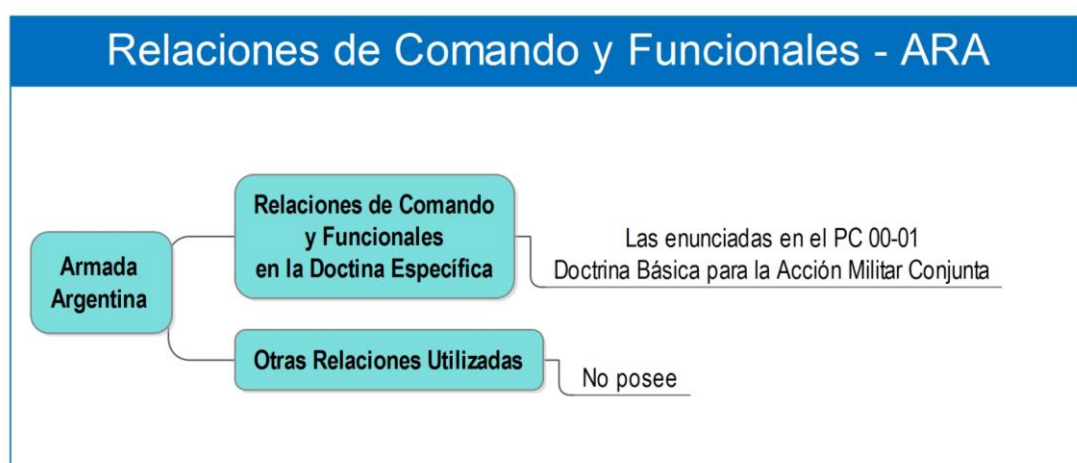 Relaciones de Comando y Funcionales - ARA
Relaciones de Comando
y Funcionales
en la Doctina Específica
Las enunciadas en el PC 00-01
Doctrina Básica para la Acción Militar Conjunta
Armada
Argentina
Otras Relaciones Utilizadas
No posee